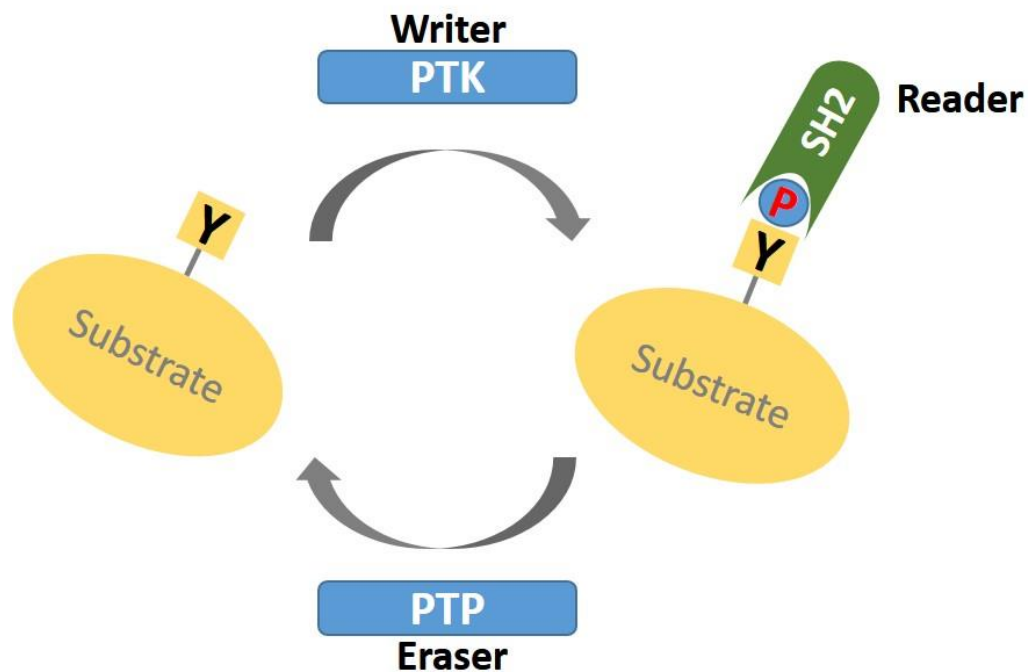 Writer
PTK
SH2
Reader
P
Y
Y
Substrate
Substrate
PTP
Eraser